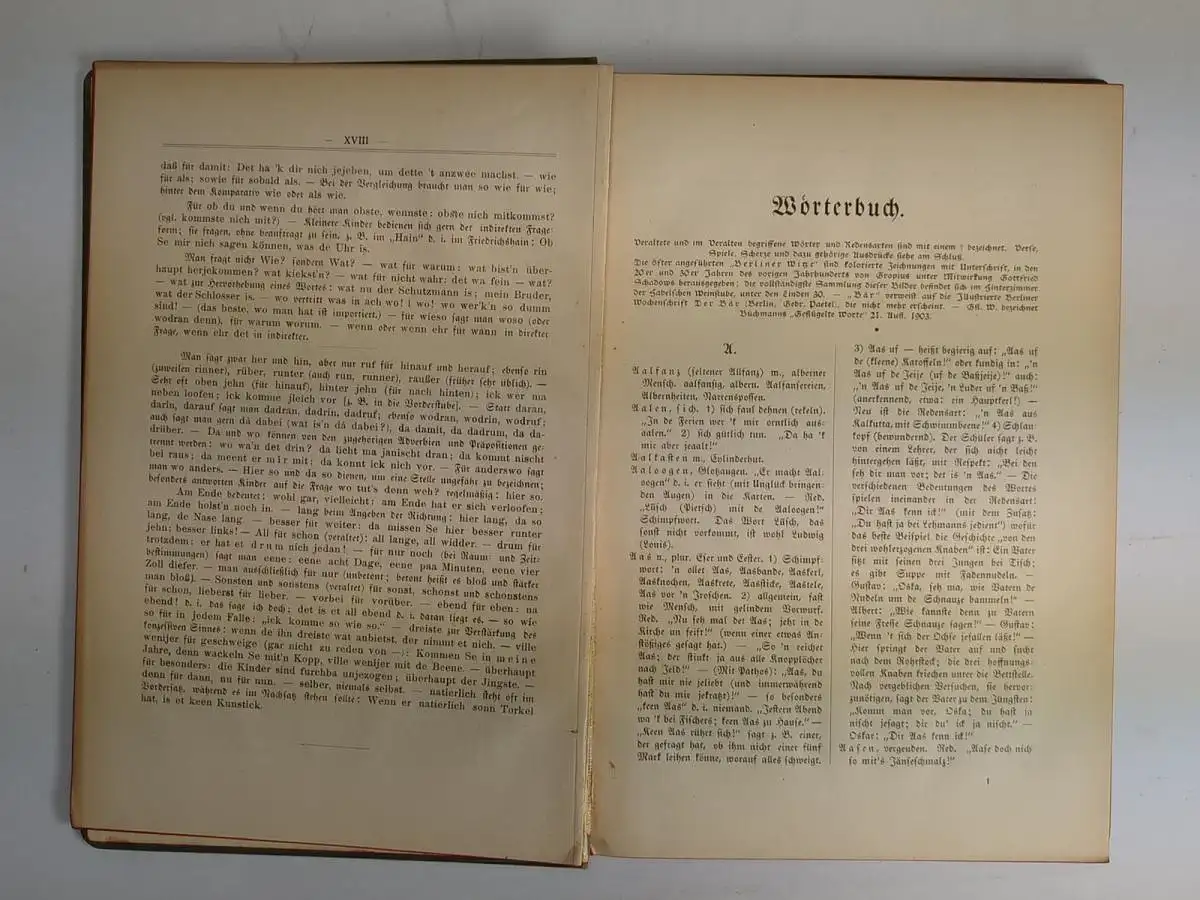 — XVIII —
daß für damit: Det ha 'k dir nich jejeben, um dette 't anzwee machst. — wie
für als; sowie für sobald als. — Bei der Vergleichung braucht man so wie für wie;
hinter dem Komparativ wie oder als wie.
Für ob du und wenn du hört man obste, wennste: obste nich mitkommst?
(vgl. kommste nich mit?) — Kleinere Kinder bedienen sich gern der indirekten Frage-
form; sie fragen, ohne beauftragt zu sein, z. B. im „Hain" d. i. im Friedrichshain: Ob
Se mir nich sagen können, was de Uhr is.
Man fragt nicht Wie? sondern Wat? — wat für warum: wat bist'n über-
haupt herjekommen? wat kiekst'n? — wat für nicht wahr: det wa fein — wat?
— wat zur Hervorhebung eines Wortes: wat nu der Schutzmann is; mein Bruder,
wat der Schlosser is. — wo vertritt was in ach wo! i wo! wo wer'k'n so dumm
sind! — (das beste, wo man hat ist importiert.) — für wieso sagt man woso (oder
wodran denn), für warum worum. — wenn oder wenn ehr für wann in direkter
Frage, wenn ehr det in indirekter.
Man sagt zwar her und hin, aber nur ruf für hinauf und herauf; ebenso rin
(zuweilen rinner), rüber, runter (auch run, runner), raußer (früher sehr üblich). —
Seht eft oben jehn (für hinauf), hinter jehn (für nach hinten); ick wer ma
neben loofen; ick komme jleich vor [z. B. in die Vorderstube]. — Statt daran,
darin, darauf sagt man dadran, dadrin, dadruf; ebenso wodran, wodrin, wodruf;
auch sagt man gern dá dabei (wat is'n dá dabei?), da damit, da dadrum, da da-
drüber. — Da und wo können von den zugehörigen Adverbien und Präpositionen ge-
trennt werden: wo wa'n det drin? da licht ma janischt dran; da kommt nischt
bei raus; da meent er mir mit; da konnt ick nich vor. — Für anderswo sagt
man wo anders. — Hier so und da so dienen, um eine Stelle ungefähr zu bezeichnen;
besonders antworten Kinder auf die Frage wo tut's denn weh? regelmäßig: hier so.
Am Ende bedeutet: wohl gar, vielleicht: am Ende hat er sich verloofen;
am Ende holst'n noch in. — lang beim Angeben der Richtung: hier lang, da so
lang, de Nase lang — besser für weiter: da missen Se hier besser runter
jehn; besser links! — All für schon (veraltet): all lange, all widder. — drum für
trotzdem: er hat et drum nich jedan! — für nur noch (bei Raum- und Zeit-
bestimmungen) sagt man eene: eene acht Dage, eene paa Minuten, eene vier
Zoll diefer. — man ausschließlich für nur (unbetont; betont heißt es bloß und stärker
man bloß). — Sonsten und sonstens (veraltet) für sonst, schonst und schonstens
für schon, lieberst für lieber. — vorbei für vorüber. — ebend für eben: na
ebend! d. i. das sage ich doch; det is et all ebend d. i. daran liegt es. — so wie
so für in jedem Falle: „ick komme so wie so." — dreiste zur Verstärkung des
konzessiven Sinnes: wenn de ihn dreiste wat anbietst, der nimmt et nich. — ville
wenijer für geschweige (gar nicht zu reden von —): Kommen Se in meine
Jahre, denn wackeln Se mit'n Kopp, ville wenijer mit de Beene. — überhaupt
für besonders: die Kinder sind furchba unjezogen; überhaupt der Jingste. —
denn für dann, nu für nun. — selber, niemals selbst. — natierlich steht oft im
Vordersatz, während es im Nachsatz stehen sollte: Wenn er natierlich sonn Torkel
hat, is et keen Kunstick.
Wörterbuch.
Veraltete und im Veralten begriffene Wörter und Redensarten sind mit einem † bezeichnet. Verse,
Spiele, Scherze und dazu gehörige Ausdrücke siehe am Schluß.
Die öfter angeführten „Berliner Witze" sind kolorierte Zeichnungen mit Unterschrift, in den
20er und 30er Jahren des vorigen Jahrhunderts von Gropius unter Mitwirkung Gottfried
Schadows herausgegeben; die vollständigste Sammlung dieser Bilder befindet sich im Hinterzimmer
der Habelschen Weinstube, unter den Linden 30. — „Bär" verweist auf die Illustrierte Berliner
Wochenschrift Der Bär (Berlin, Gebr. Paetel), die nicht mehr erscheint. — Gfl. W. bezeichnet
Büchmanns „Geflügelte Worte" 21. Aufl. 1903.
A.
Aalfanz (seltener Allfanz) m., alberner
Mensch. aalfansig, albern. Aalfansereien,
Albernheiten, Narrenspossen.
Aalen, sich. 1) sich faul dehnen (rekeln).
„In de Ferien wer 'k mir orntlich aus-
aalen." 2) sich gütlich tun. „Da ha 'k
mir aber jeaalt!"
Aalkasten m., Cylinderhut.
Aaloogen, Glotzaugen. „Er macht Aal-
oogen" d. i. er sieht (mit Unglück bringen-
den Augen) in die Karten. — Red.
„Lüsch (Pietsch) mit de Aaloogen!"
Schimpfwort. Das Wort Lüsch, das
sonst nicht vorkommt, ist wohl Ludwig
(Louis).
Aas n., plur. Eser und Eester. 1) Schimpf-
wort: 'n ollet Aas, Aasbande, Aaskerl,
Aasknochen, Aaskrete, Aasticke, Aastele,
Aas vor 'n Jroschen. 2) allgemein, fast
wie Mensch, mit gelindem Vorwurf.
Red. „Nu seh mal det Aas; jeht in de
Kirche un feift!" (wenn einer etwas An-
stößiges gesagt hat.) — „So 'n reichet
Aas; der stinkt ja aus alle Knopplöcher
nach Jeld!" — (Mit Pathos): „Aas, du
hast mir nie jeliebt (und immerwährend
hast du mir jekratzt)!" — so besonders
„keen Aas" d. i. niemand. „Jestern Abend
wa 'k bei Fischers; keen Aas zu Hause." —
„Keen Aas rührt sich!" sagt z. B. einer,
der gefragt hat, ob ihm nicht einer fünf
Mark leihen könne, worauf alles schweigt.
3) Aas uf — heißt begierig auf: „Aas uf
de (kleene) Karoffeln!" oder kundig in: „'n
Aas uf de Jeije (uf de Baßjeije)!" auch:
„'n Aas uf de Jeije, 'n Luder uf 'n Baß!"
(anerkennend, etwa: ein Hauptkerl!) —
Neu ist die Redensart: „'n Aas aus
Kalkutta, mit Schwimmbeene!" 4) Schlau-
kopf (bewundernd). Der Schüler sagt z. B.
von einem Lehrer, der sich nicht leicht
hintergehen läßt, mit Respekt: „Bei den
seh dir man vor; det is 'n Aas." — Die
verschiedenen Bedeutungen des Wortes
spielen ineinander in der Redensart:
„Dir Aas kenn ick!" (mit dem Zusatz:
„Du hast ja bei Lehmanns jedient") wofür
das beste Beispiel die Geschichte „von den
drei wohlerzogenen Knaben" ist: Ein Vater
sitzt mit seinen drei Jungen bei Tisch;
es gibt Suppe mit Fadennudeln. —
Gustav: „Oska, seh ma, wie Vatern de
Nudeln um de Schnauze bammeln!" —
Albert: „Wie kannste denn zu Vatern
seine Fresse Schnauze sagen?" — Gustav:
„Wenn 't sich der Ochse jefallen läßt!" —
Hier springt der Vater auf und sucht
nach dem Rohrstock; die drei hoffnungs-
vollen Knaben kriechen unter die Bettstelle.
Nach vergeblichen Versuchen, sie hervor-
zunötigen, sagt der Vater zu dem Jüngsten:
„Kommt man vor, Oska; du hast ja
nischt jesagt; dir du' ick ja nischt." —
Oskar: „Dir Aas kenn ick!"
Aasen, vergeuden. Red. „Aase doch nich
so mit's Jänseschmalz!"
1